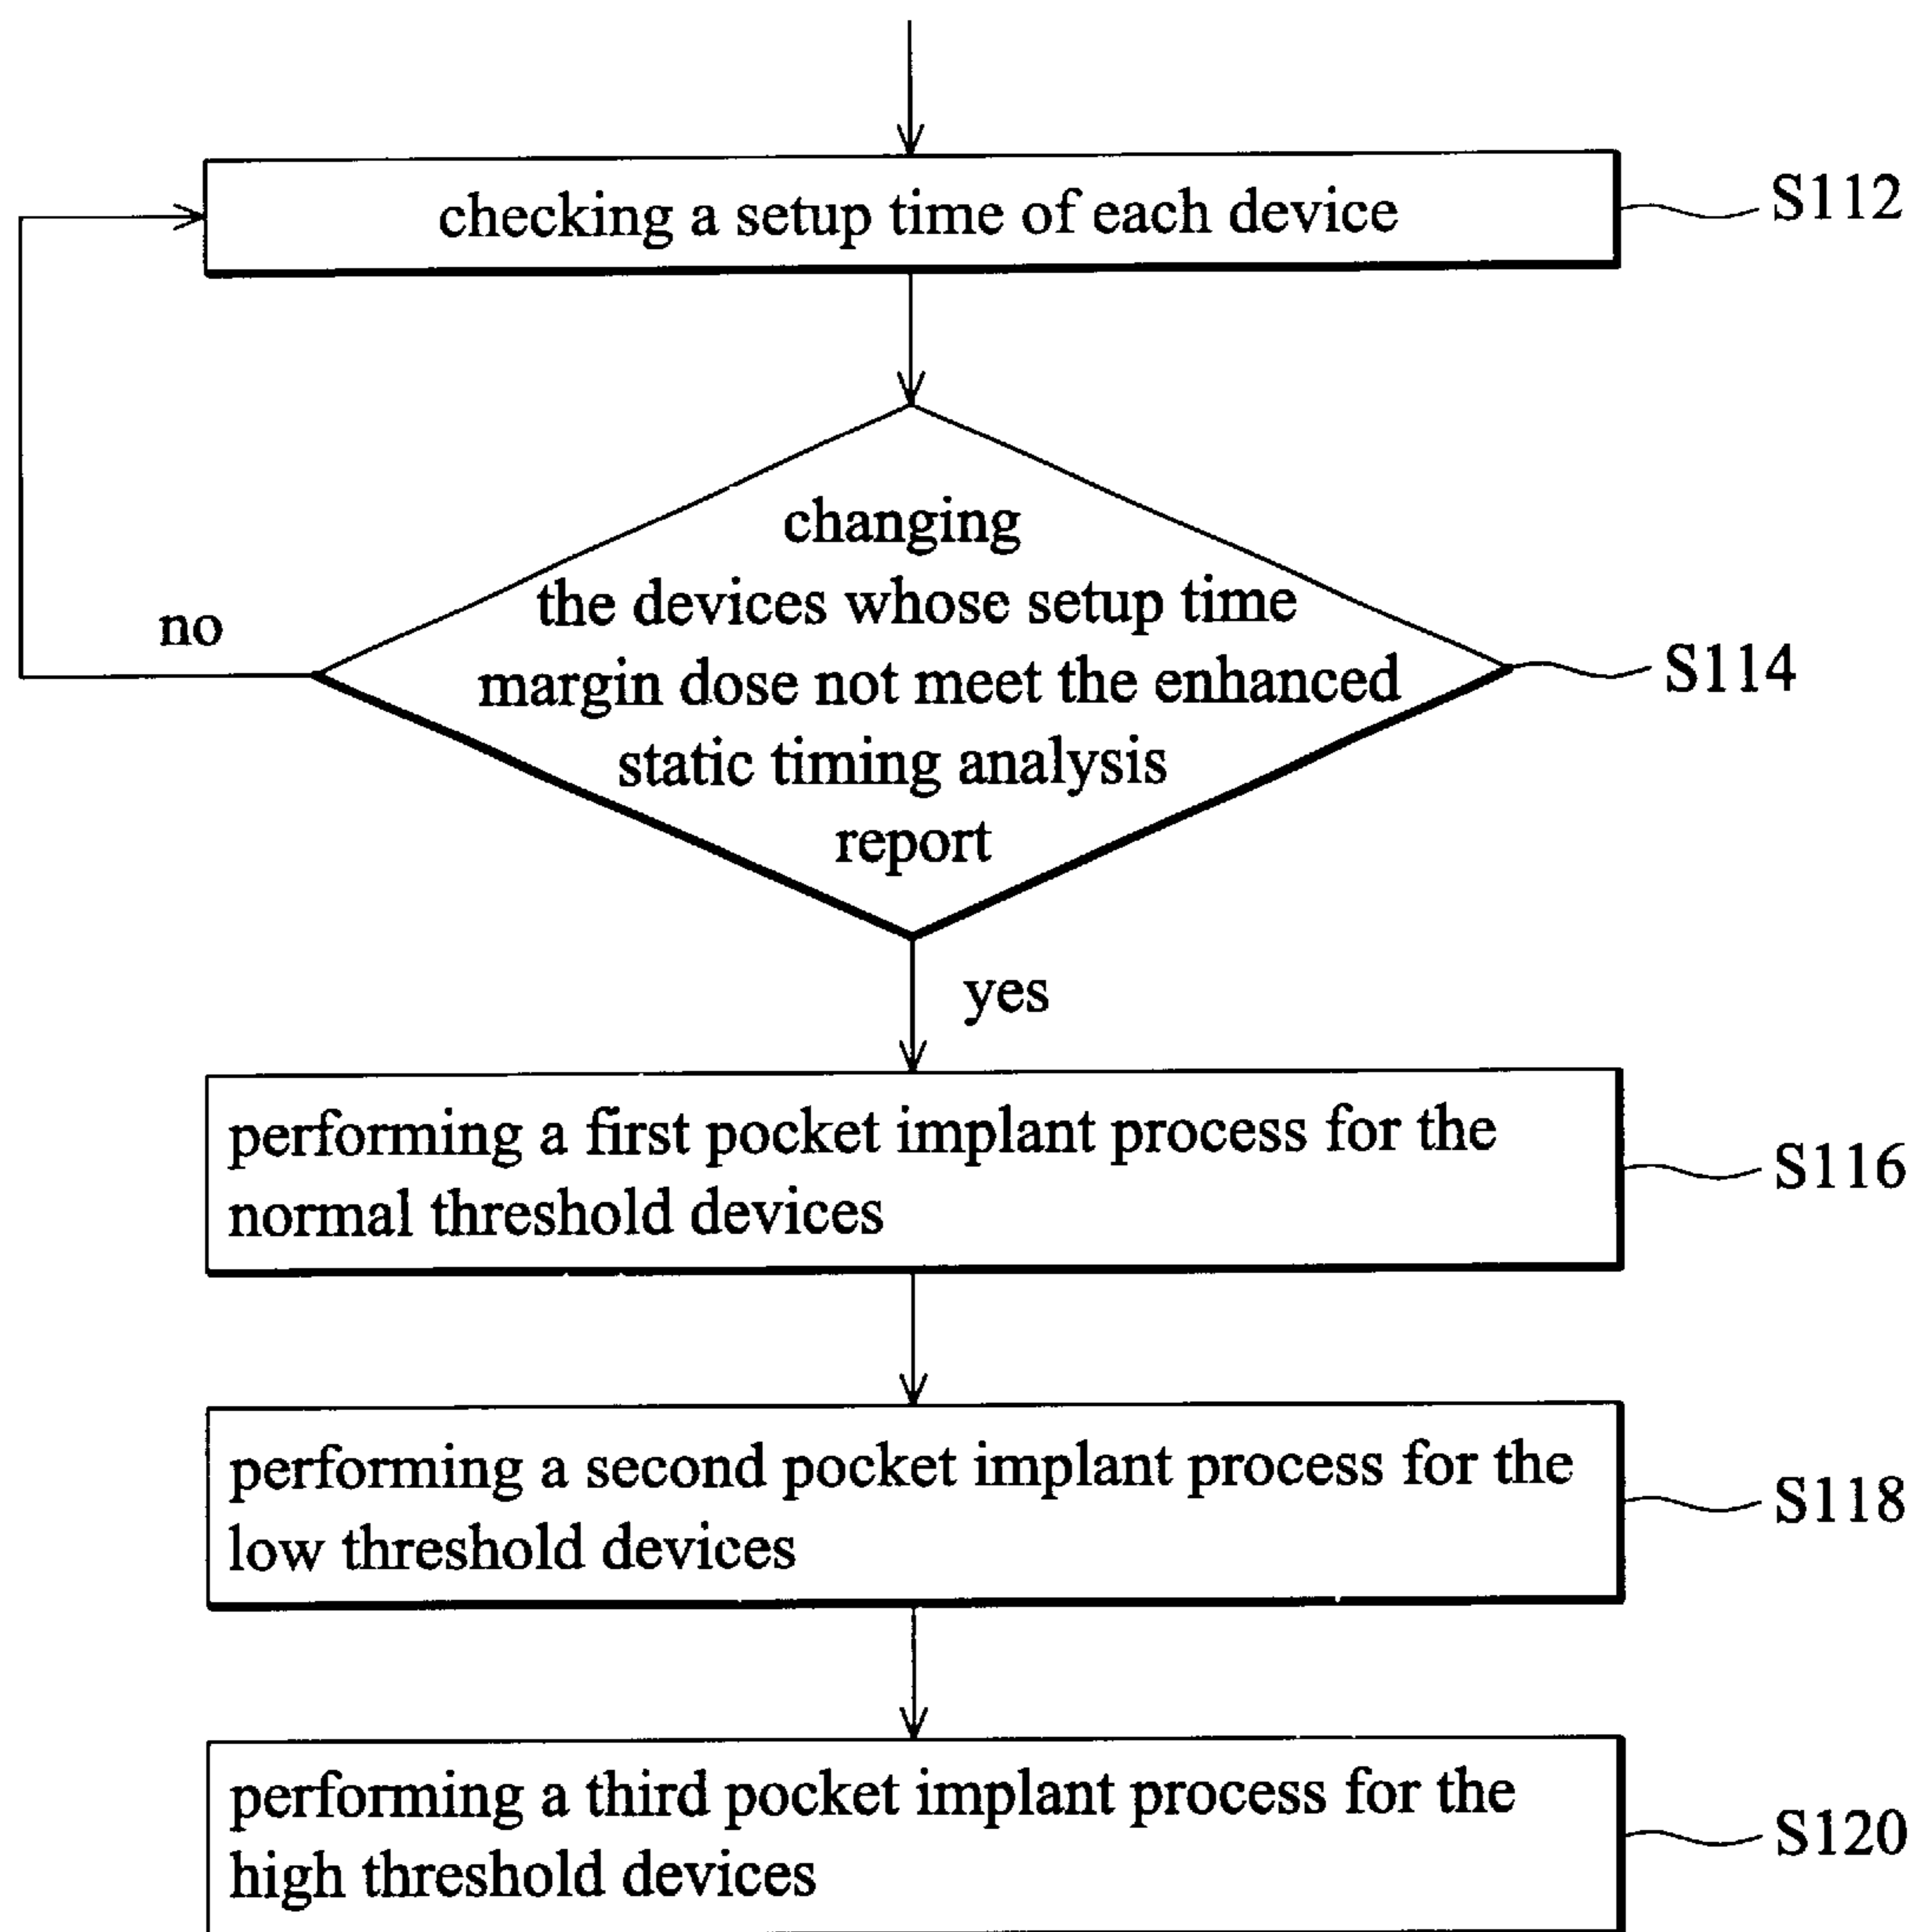 checking a setup time of each device
S112
changing
the devices whose setup time
margin dose not meet the enhanced
static timing analysis
report
S114
no
yes
performing a first pocket implant process for the
normal threshold devices
S116
performing a second pocket implant process for the
low threshold devices
S118
performing a third pocket implant process for the
high threshold devices
S120